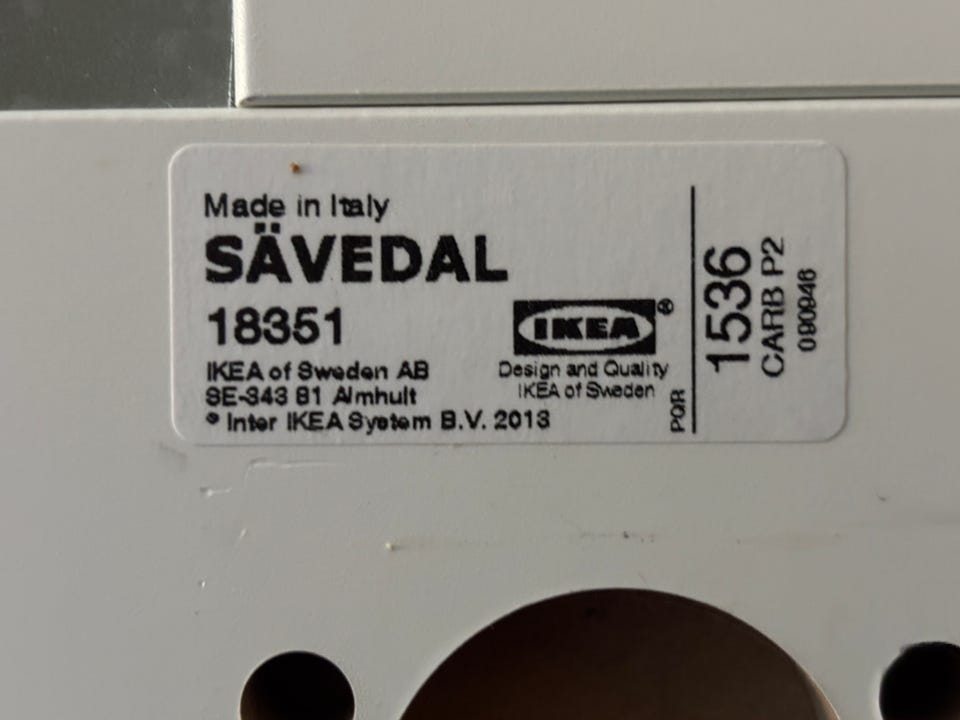 Made in Italy
SÄVEDAL
18351
IKEA of Sweden AB
SE-343 81 Älmhult
© Inter IKEA System B.V. 2013
IKEA®
Design and Quality
IKEA of Sweden
PQR
1536
CARB P2
090946